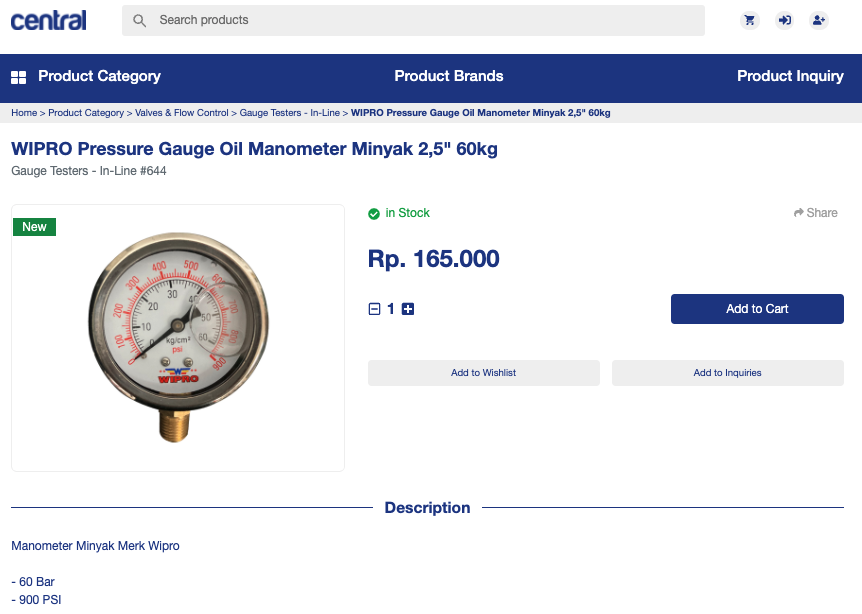 central
Search products
Product Category
Product Brands
Product Inquiry
Home > Product Category > Valves & Flow Control > Gauge Testers - In-Line > WIPRO Pressure Gauge Oil Manometer Minyak 2,5" 60kg
WIPRO Pressure Gauge Oil Manometer Minyak 2,5" 60kg
Gauge Testers - In-Line #644
New
0 10 20 30 40 50 60
0 100 200 300 400 500 600 700 800 900
kg/cm²
psi
WIPRO
in Stock
Share
Rp. 165.000
1
Add to Cart
Add to Wishlist
Add to Inquiries
Description
Manometer Minyak Merk Wipro
- 60 Bar
- 900 PSI